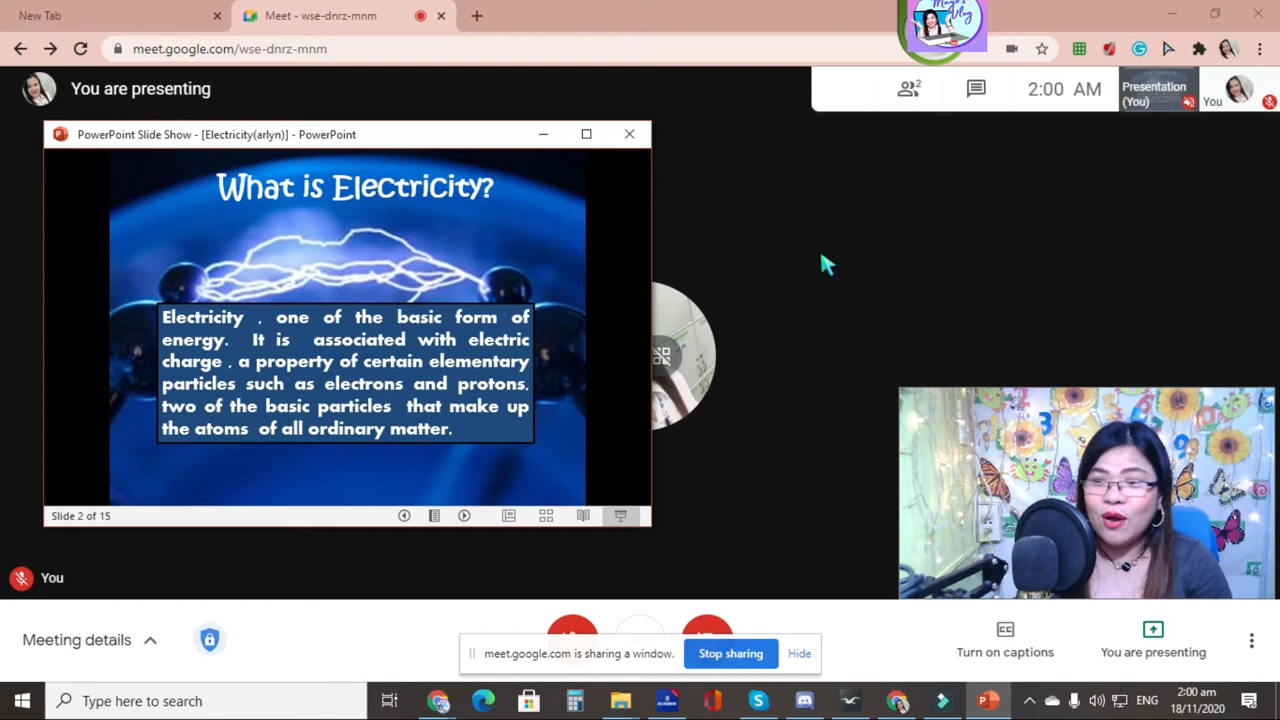 New Tab
Meet - wse-dnrz-mnm
meet.google.com/wse-dnrz-mnm
You are presenting
2
2:00 AM
Presentation
(You)
You
PowerPoint Slide Show - [Electricity(arlyn)] - PowerPoint
What is Electricity?
Electricity , one of the basic form of
energy. It is associated with electric
charge , a property of certain elementary
particles such as electrons and protons,
two of the basic particles that make up
the atoms of all ordinary matter.
Slide 2 of 15
You
Meeting details
meet.google.com is sharing a window.
Stop sharing
Hide
Turn on captions
You are presenting
Type here to search
ENG
2:00 am
18/11/2020